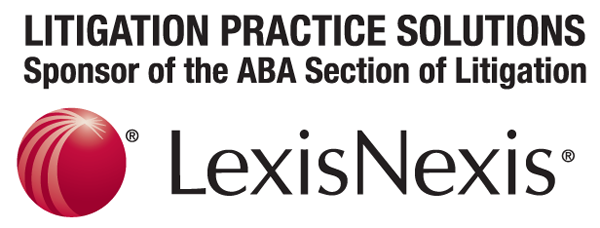 LITIGATION PRACTICE SOLUTIONS
Sponsor of the ABA Section of Litigation
® LexisNexis®